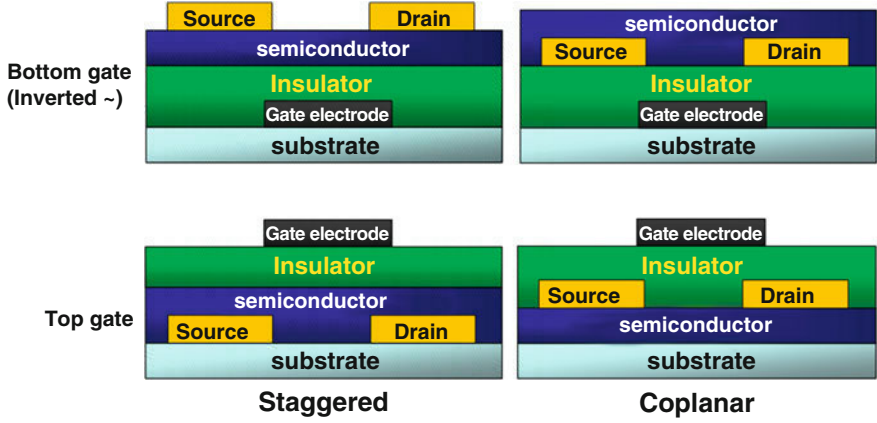 Source Drain
semiconductor
Insulator
Gate electrode
substrate
Bottom gate
(Inverted ~)
semiconductor
Source Drain
Insulator
Gate electrode
substrate
Gate electrode
Insulator
semiconductor
Source Drain
substrate
Top gate
Gate electrode
Insulator
Source Drain
semiconductor
substrate
Staggered
Coplanar